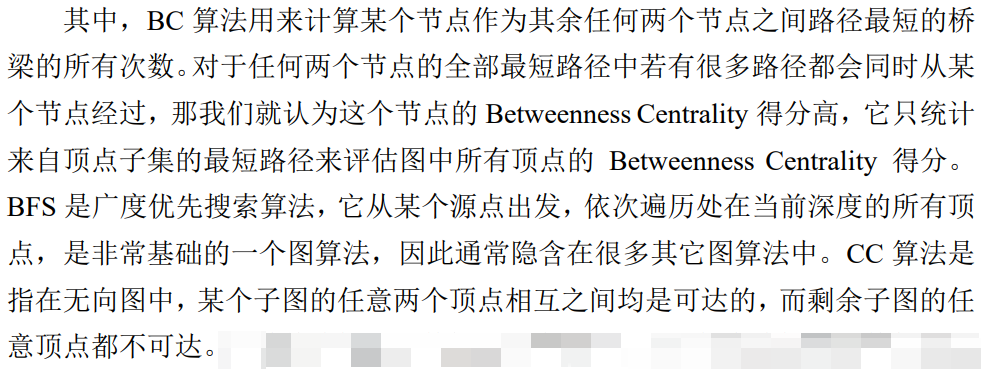 其中，BC 算法用来计算某个节点作为其余任何两个节点之间路径最短的桥
梁的所有次数。对于任何两个节点的全部最短路径中若有很多路径都会同时从某
个节点经过，那我们就认为这个节点的 Betweenness Centrality 得分高，它只统计
来自顶点子集的最短路径来评估图中所有顶点的 Betweenness Centrality 得分。
BFS 是广度优先搜索算法，它从某个源点出发，依次遍历处在当前深度的所有顶
点，是非常基础的一个图算法，因此通常隐含在很多其它图算法中。CC 算法是
指在无向图中，某个子图的任意两个顶点相互之间均是可达的，而剩余子图的任
意顶点都不可达。